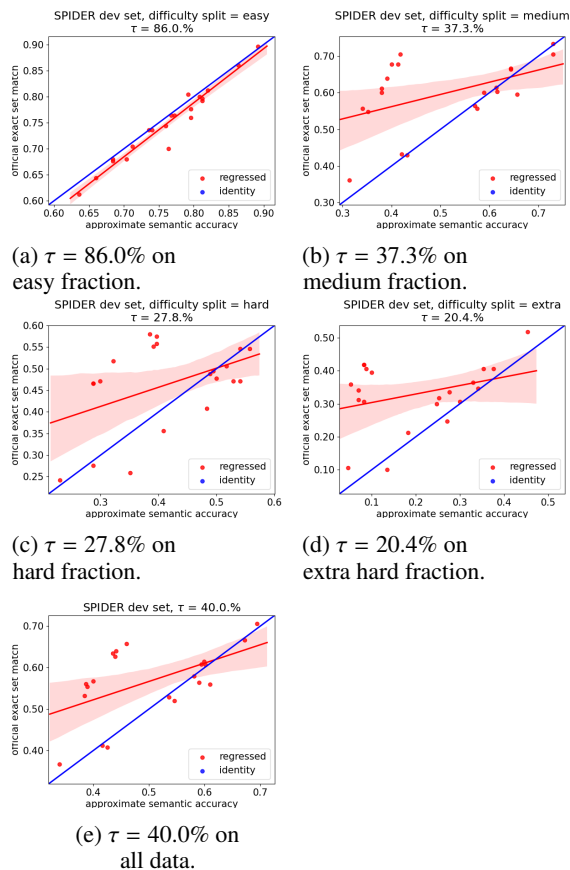 SPIDER dev set, difficulty split = easy
τ = 86.0.%
official exact set match
0.90
0.85
0.80
0.75
0.70
0.65
0.60
regressed
identity
0.60 0.65 0.70 0.75 0.80 0.85 0.90
approximate semantic accuracy
(a) τ = 86.0% on
easy fraction.
SPIDER dev set, difficulty split = medium
τ = 37.3.%
official exact set match
0.70
0.60
0.50
0.40
0.30
regressed
identity
0.3 0.4 0.5 0.6 0.7
approximate semantic accuracy
(b) τ = 37.3% on
medium fraction.
SPIDER dev set, difficulty split = hard
τ = 27.8.%
official exact set match
0.60
0.55
0.50
0.45
0.40
0.35
0.30
0.25
regressed
identity
0.3 0.4 0.5 0.6
approximate semantic accuracy
(c) τ = 27.8% on
hard fraction.
SPIDER dev set, difficulty split = extra
τ = 20.4.%
official exact set match
0.50
0.40
0.30
0.20
0.10
regressed
identity
0.1 0.2 0.3 0.4 0.5
approximate semantic accuracy
(d) τ = 20.4% on
extra hard fraction.
SPIDER dev set, τ = 40.0.%
official exact set match
0.70
0.60
0.50
0.40
regressed
identity
0.4 0.5 0.6 0.7
approximate semantic accuracy
(e) τ = 40.0% on
all data.